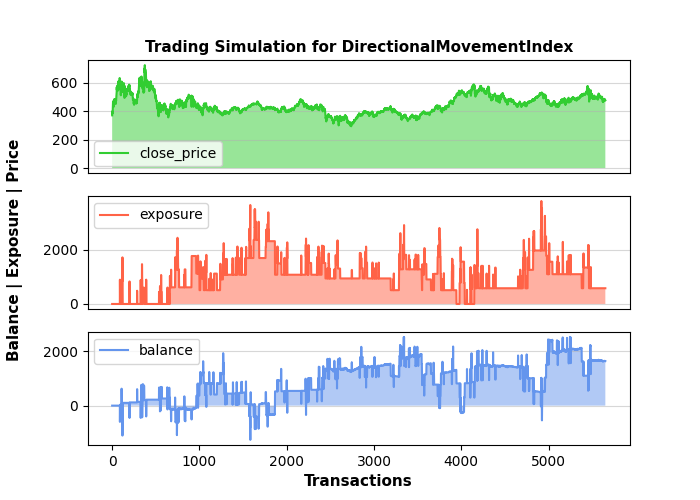 Trading Simulation for DirectionalMovementIndex
Balance | Exposure | Price
600
400
200
0
close_price
2000
0
exposure
2000
0
balance
0 1000 2000 3000 4000 5000
Transactions